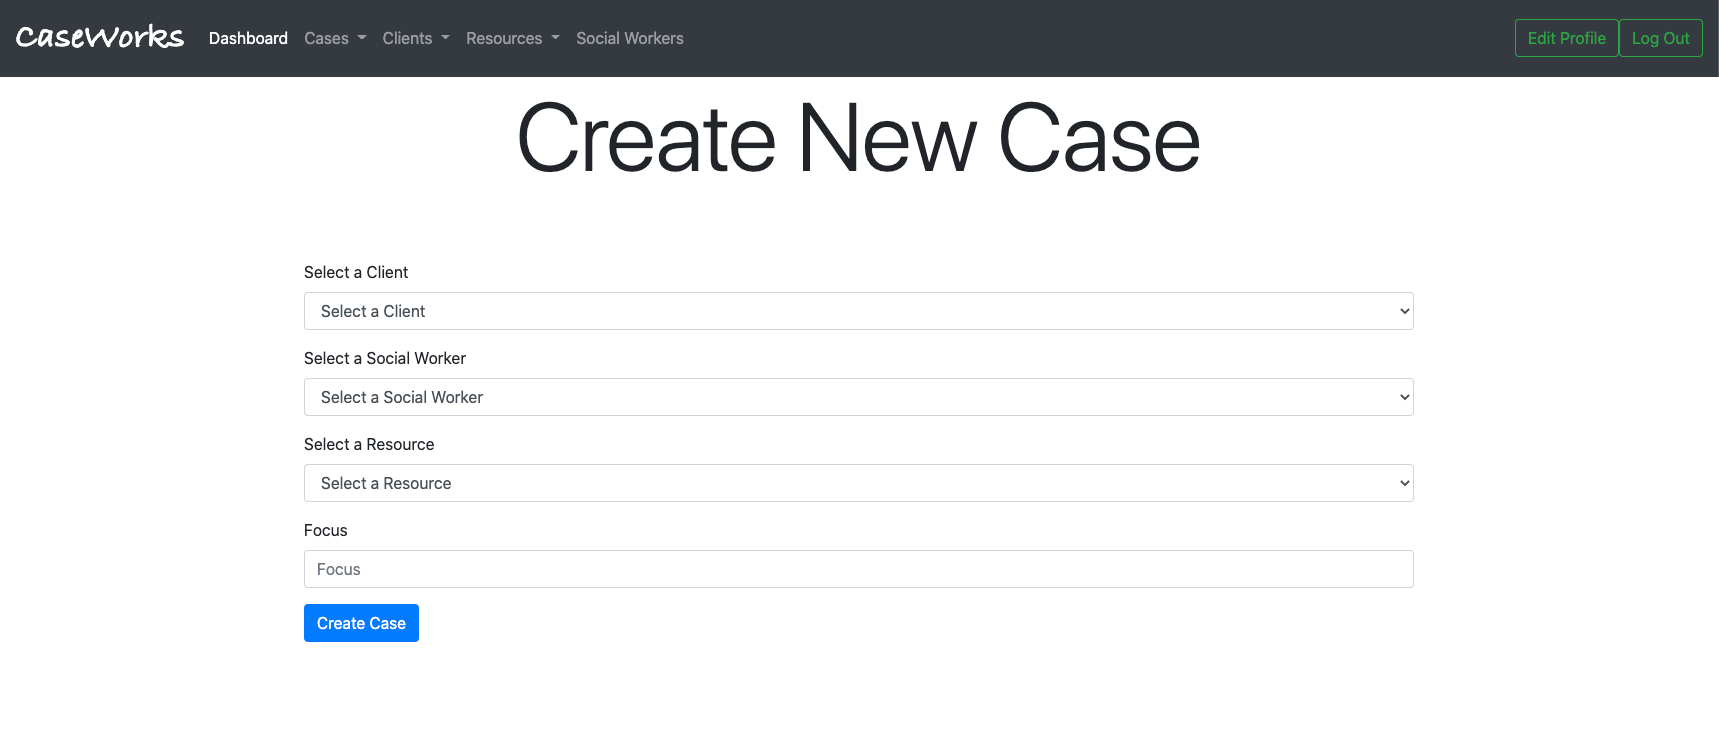 CaseWorks Dashboard Cases Clients Resources Social Workers Edit Profile Log Out
Create New Case
Select a Client
Select a Client
Select a Social Worker
Select a Social Worker
Select a Resource
Select a Resource
Focus
Focus
Create Case